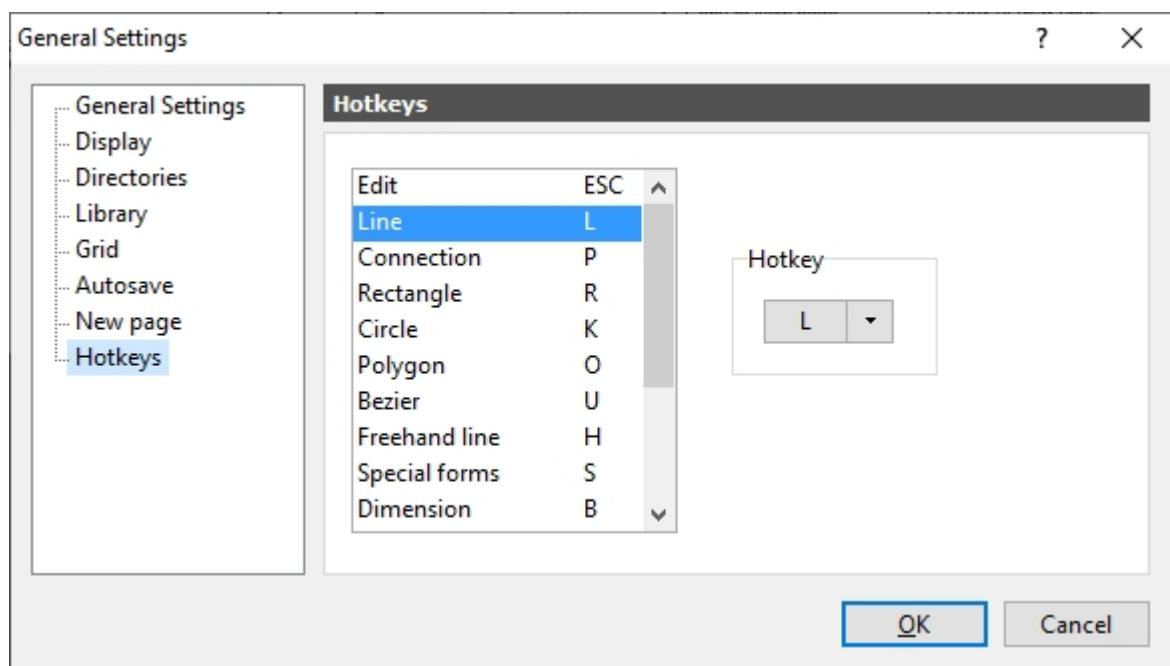 General Settings ?
General Settings
Display
Directories
Library
Grid
Autosave
New page
Hotkeys
Hotkeys
Edit ESC
Line L
Connection P
Rectangle R
Circle K
Polygon O
Bezier U
Freehand line H
Special forms S
Dimension B
Hotkey
L
OK Cancel